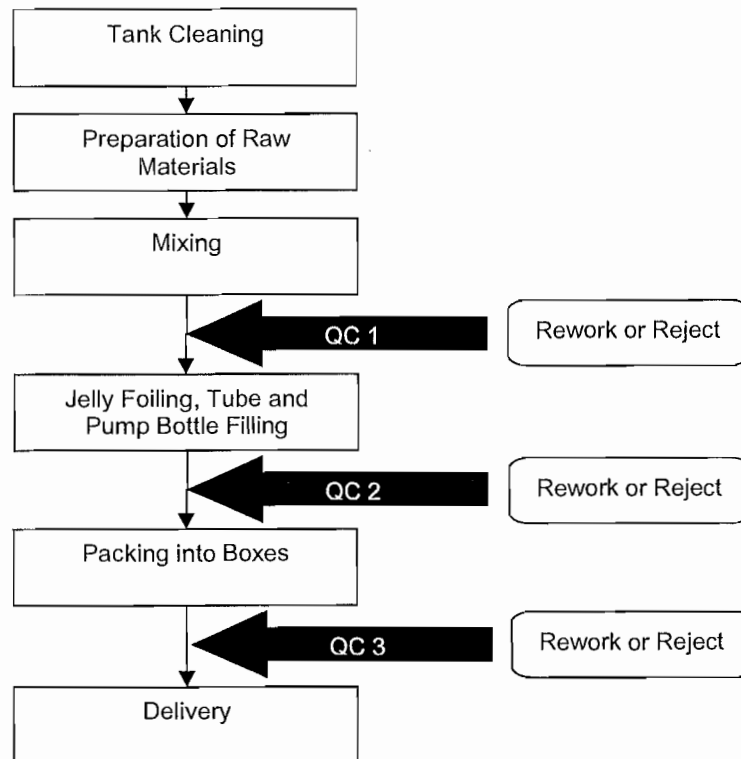 Tank Cleaning
Preparation of Raw
Materials
Mixing
QC 1
Rework or Reject
Jelly Foiling, Tube and
Pump Bottle Filling
QC 2
Rework or Reject
Packing into Boxes
QC 3
Rework or Reject
Delivery